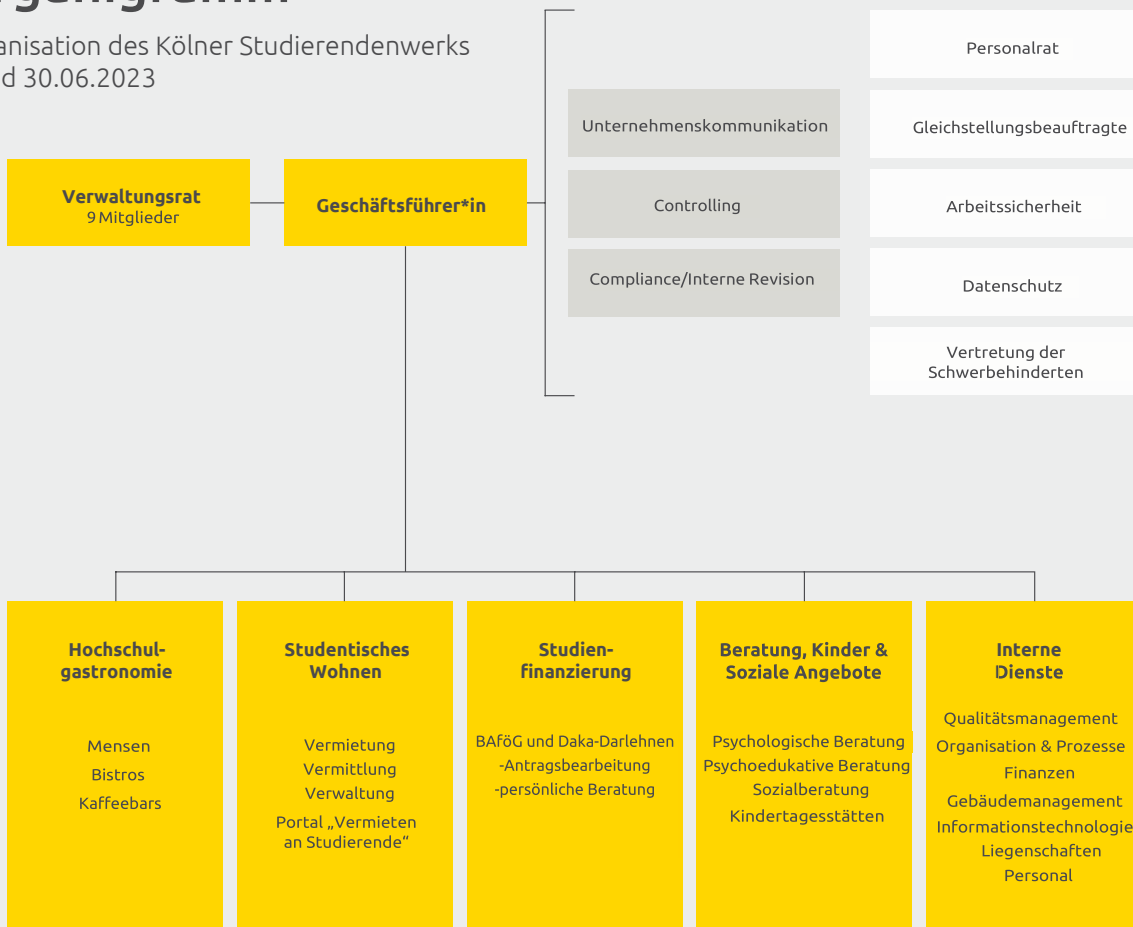 anisation des Kölner Studierendenwerks
d 30.06.2023
Personalrat
Unternehmenskommunikation
Gleichstellungsbeauftragte
Verwaltungsrat
9 Mitglieder
Geschäftsführer*in
Controlling
Arbeitssicherheit
Compliance/Interne Revision
Datenschutz
Vertretung der
Schwerbehinderten
Hochschul-
gastronomie
Mensen
Bistros
Kaffeebars
Studentisches
Wohnen
Vermietung
Vermittlung
Verwaltung
Portal „Vermieten
an Studierende“
Studien-
finanzierung
BAföG und Daka-Darlehnen
-Antragsbearbeitung
-persönliche Beratung
Beratung, Kinder &
Soziale Angebote
Psychologische Beratung
Psychoedukative Beratung
Sozialberatung
Kindertagesstätten
Interne
Dienste
Qualitätsmanagement
Organisation & Prozesse
Finanzen
Gebäudemanagement
Informationstechnologie
Liegenschaften
Personal